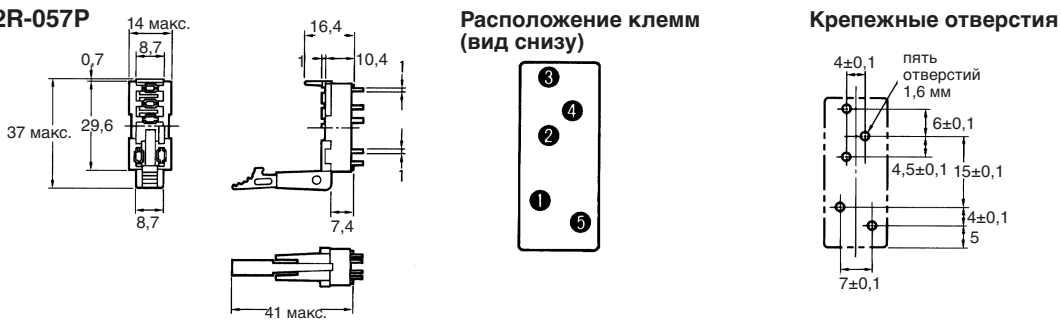 2R-057P
14 макс.
8,7
0,7
37 макс.
29,6
8,7
16,4
1
10,4
1
1
7,4
41 макс.
Расположение клемм
(вид снизу)
3
4
2
1
5
Крепежные отверстия
4±0,1
пять
отверстий
1,6 мм
6±0,1
4,5±0,1
15±0,1
4±0,1
5
7±0,1